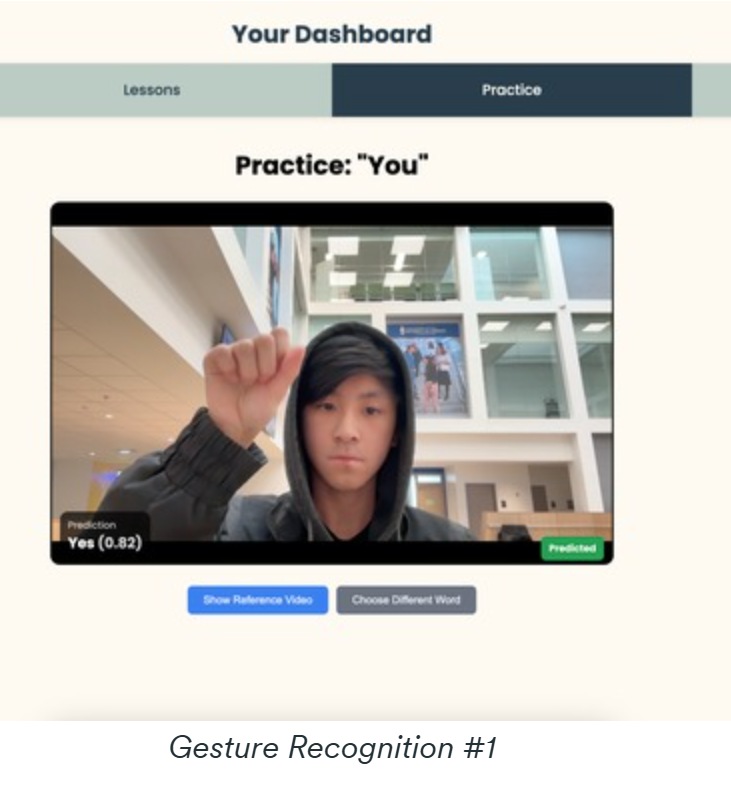 Your Dashboard
Lessons
Practice
Practice: "You"
Prediction
Yes (0.82)
Predicted
Show Reference Video
Choose Different Word
Gesture Recognition #1